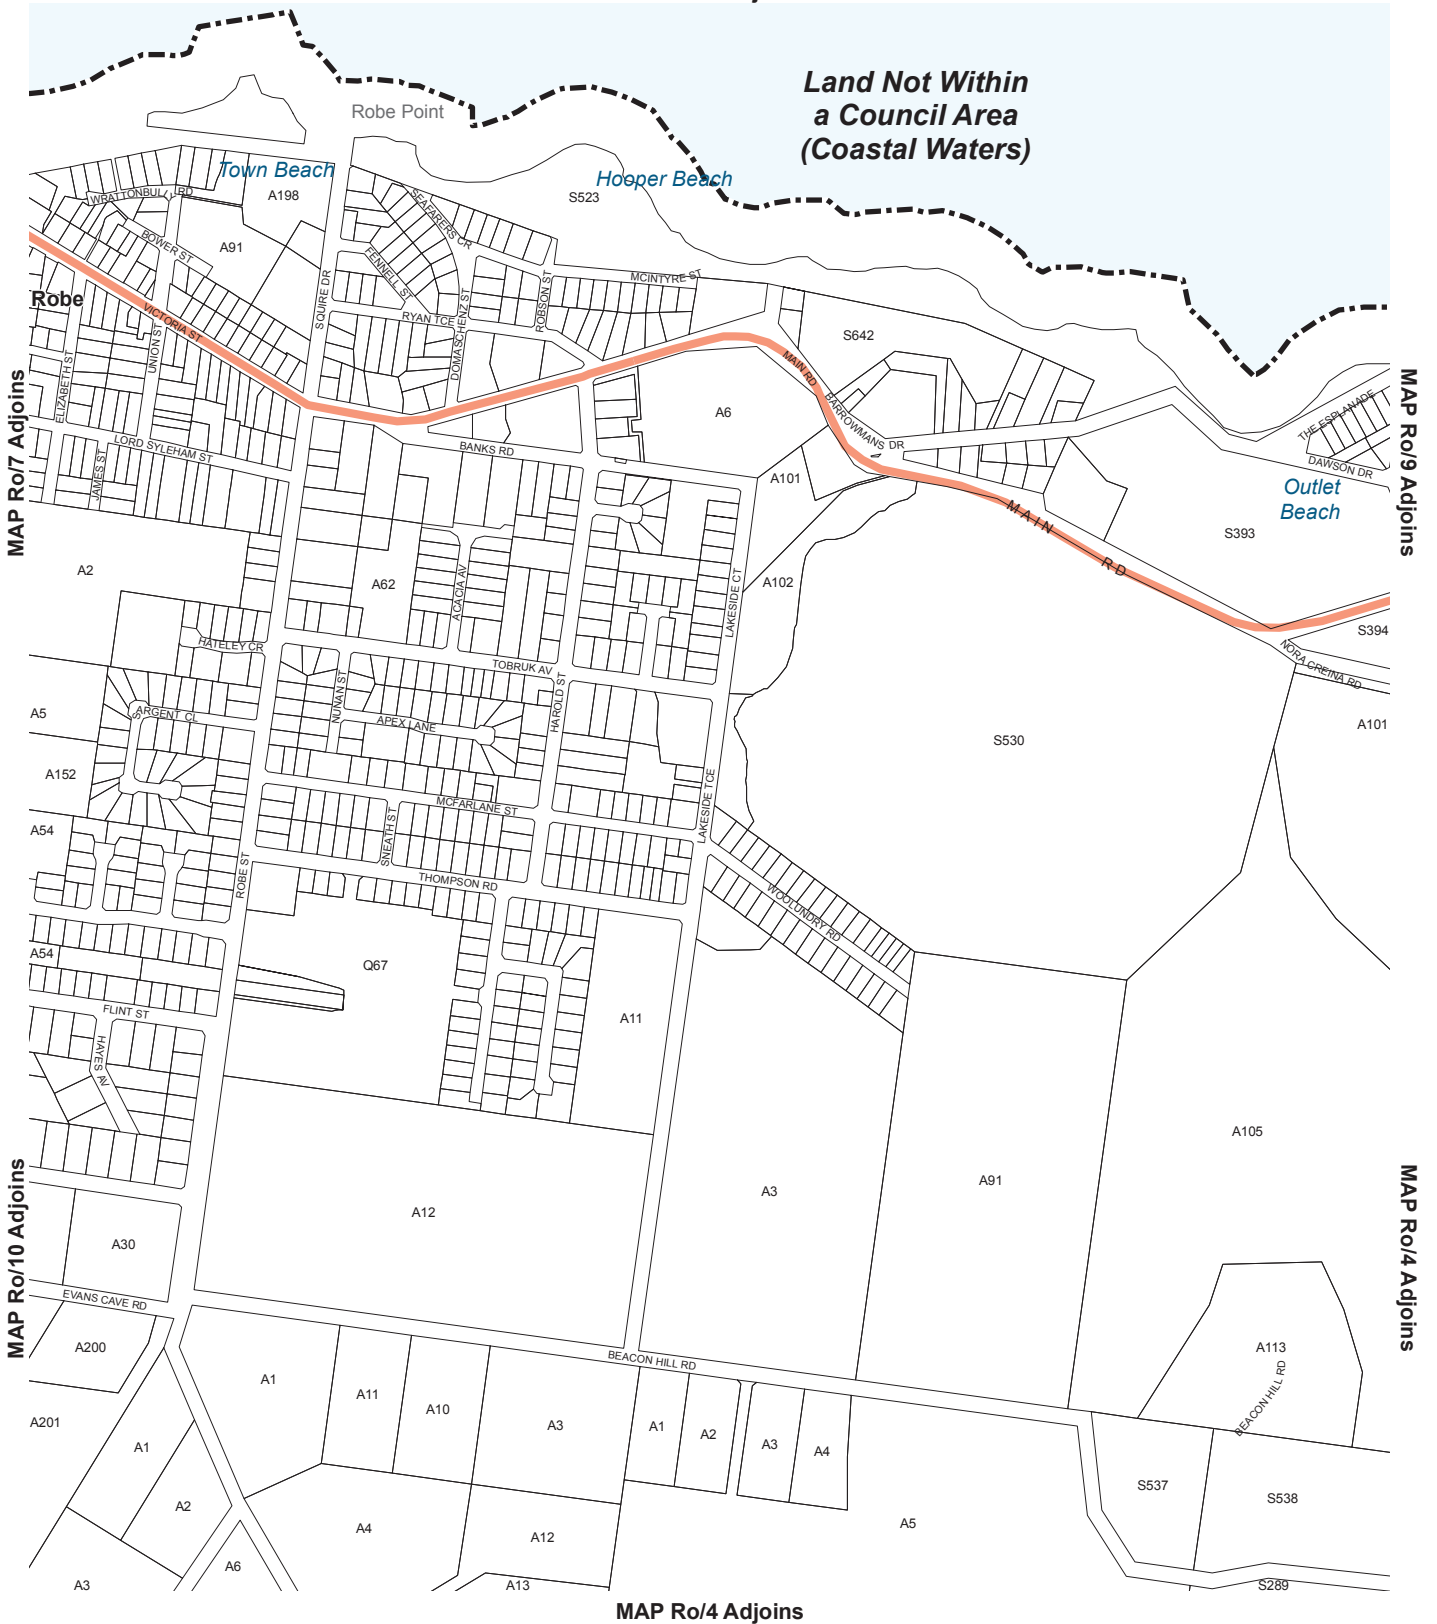 Land Not Within
a Council Area
(Coastal Waters)
Robe Point
Town Beach
Hooper Beach
S523
A198
WRATTONBULLY RD
SEAFARERS CR
BOWER ST
A91
FENNELL ST
MCINTYRE ST
Robe
SQUIRE DR
ROBSON ST
DOMASCHENZ ST
VICTORIA ST
RYAN TCE
UNION ST
S642
MAIN RD
ELIZABETH ST
MAP Ro/7 Adjoins
MAP Ro/9 Adjoins
A6
BARROWMANS DR
THE ESPLANADE
LORD SYLEHAM ST
BANKS RD
JAMES ST
DAWSON DR
A101
Outlet
Beach
MAIN RD
S393
A2
A62
ACACIA AV
LAKESIDE CT
A102
HATELEY CR
TOBRUK AV
S394
NORA CREINA RD
A5
ARGENT CL
NUNAN ST
APEX LANE
HAROLD ST
A101
S530
A152
LAKESIDE TCE
MCFARLANE ST
A54
SNEATH ST
ROBE ST
THOMPSON RD
WOOLUNDRY RD
A54
Q67
FLINT ST
A11
HAYES AV
A105
MAP Ro/10 Adjoins
MAP Ro/4 Adjoins
A12
A3
A91
A30
EVANS CAVE RD
A200
BEACON HILL RD
A113
BEACON HILL RD
A1
A11
A10
A3
A1
A2
A3
A4
A201
A1
S537
S538
A2
A4
A12
A5
A6
A3
A13
S289
MAP Ro/4 Adjoins